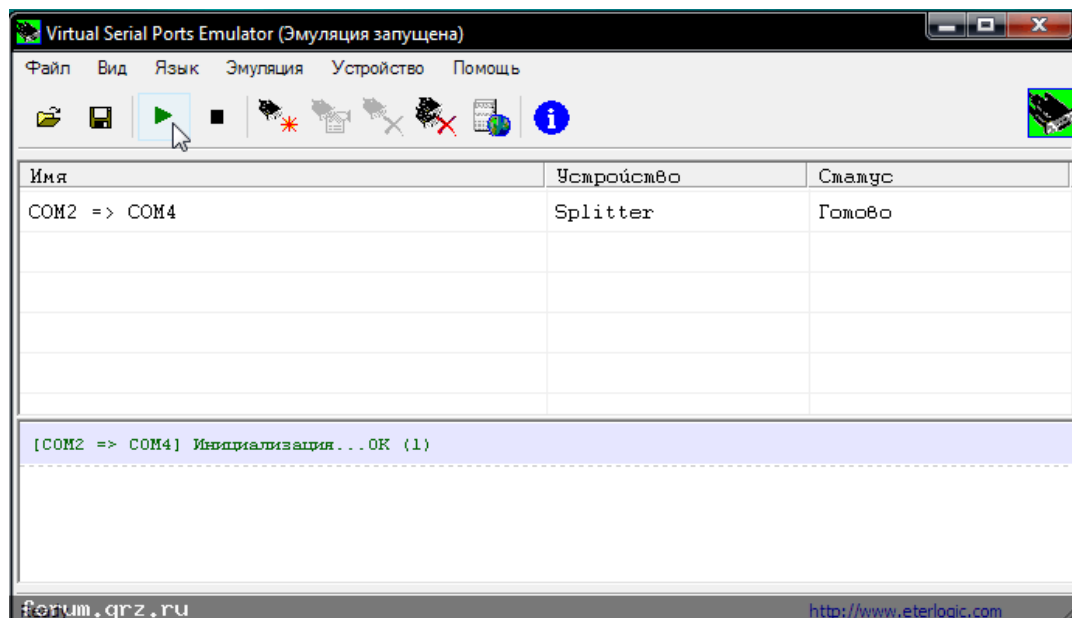 Virtual Serial Ports Emulator (Эмуляция запущена)
Файл Вид Язык Эмуляция Устройство Помощь
Имя Устройство Статус
COM2 => COM4 Splitter Готово
[COM2 => COM4] Инициализация...OK (1)
forum.qrz.ru http://www.eterlogic.com